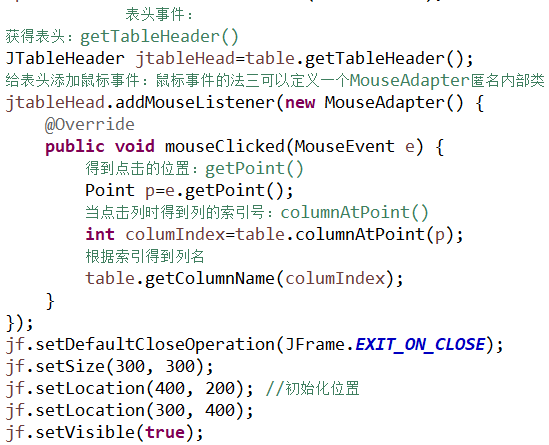 表头事件：
获得表头：getTableHeader()
JTableHeader jtableHead=table.getTableHeader();
给表头添加鼠标事件：鼠标事件的法三可以定义一个MouseAdapter匿名内部类
jtableHead.addMouseListener(new MouseAdapter() {
@Override
public void mouseClicked(MouseEvent e) {
得到点击的位置：getPoint()
Point p=e.getPoint();
当点击列时得到列的索引号：columnAtPoint()
int columIndex=table.columnAtPoint(p);
根据索引得到列名
table.getColumnName(columIndex);
}
});
jf.setDefaultCloseOperation(JFrame.EXIT_ON_CLOSE);
jf.setSize(300, 300);
jf.setLocation(400, 200); //初始化位置
jf.setLocation(300, 400);
jf.setVisible(true);